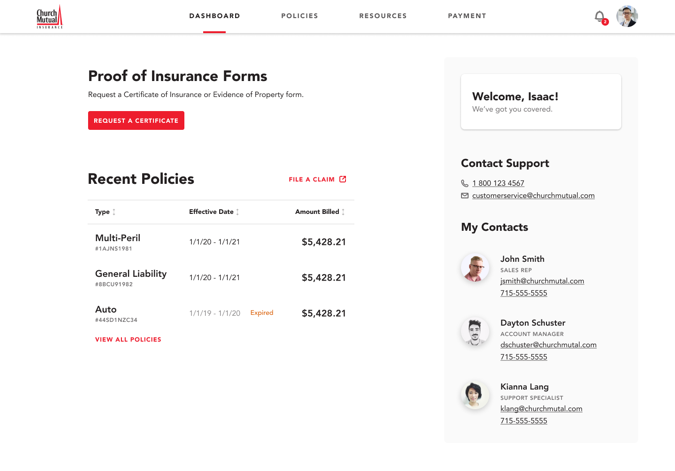 Church
Mutual
INSURANCE
DASHBOARD
POLICIES
RESOURCES
PAYMENT
2
Proof of Insurance Forms
Request a Certificate of Insurance or Evidence of Property form.
REQUEST A CERTIFICATE
Recent Policies
FILE A CLAIM
Type
Effective Date
Amount Billed
Multi-Peril
#1AJNS1981
1/1/20 - 1/1/21
$5,428.21
General Liability
#8BCU91982
1/1/20 - 1/1/21
$5,428.21
Auto
#44SD1NZC34
1/1/19 - 1/1/20
Expired
$5,428.21
VIEW ALL POLICIES
Welcome, Isaac!
We've got you covered.
Contact Support
1 800 123 4567
customerservice@churchmutual.com
My Contacts
John Smith
SALES REP
jsmith@churchmutal.com
715-555-5555
Dayton Schuster
ACCOUNT MANAGER
dschuster@churchmutal.com
715-555-5555
Kianna Lang
SUPPORT SPECIALIST
klang@churchmutal.com
715-555-5555